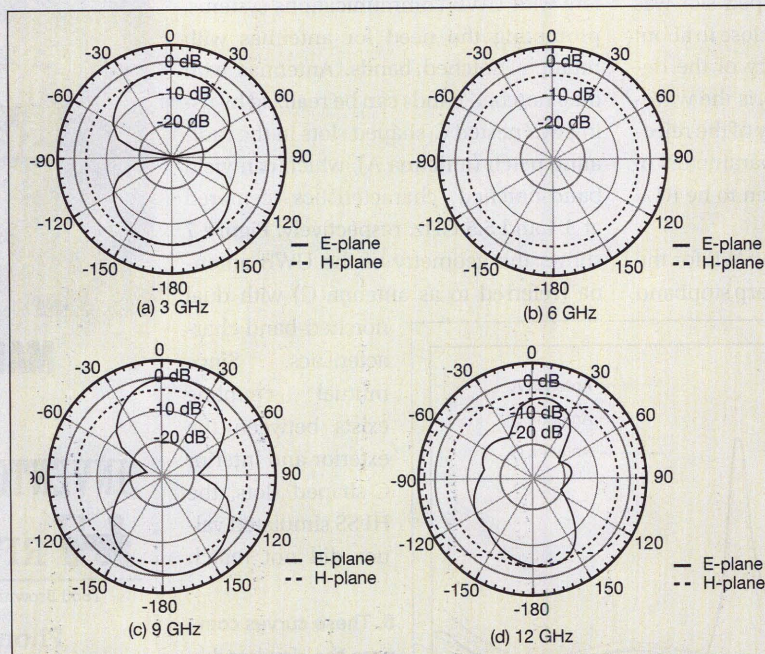 0
-30 30
0 dB
-60 60
-10 dB
-20 dB
-90 90
-120 120
-150 150
-180
E-plane
H-plane
(a) 3 GHz
0
-30 30
0 dB
-60 60
-10 dB
-20 dB
-90 90
-120 120
-150 150
-180
E-plane
H-plane
(b) 6 GHz
0
-30 30
0 dB
-60 60
-10 dB
-20 dB
30 90
-120 120
-150 150
-180
E-plane
H-plane
(c) 9 GHz
0
-30 30
0 dB
-60 60
-10 dB
-20 dB
-90 90
-120 120
-150 150
-180
E-plane
H-plane
(d) 12 GHz